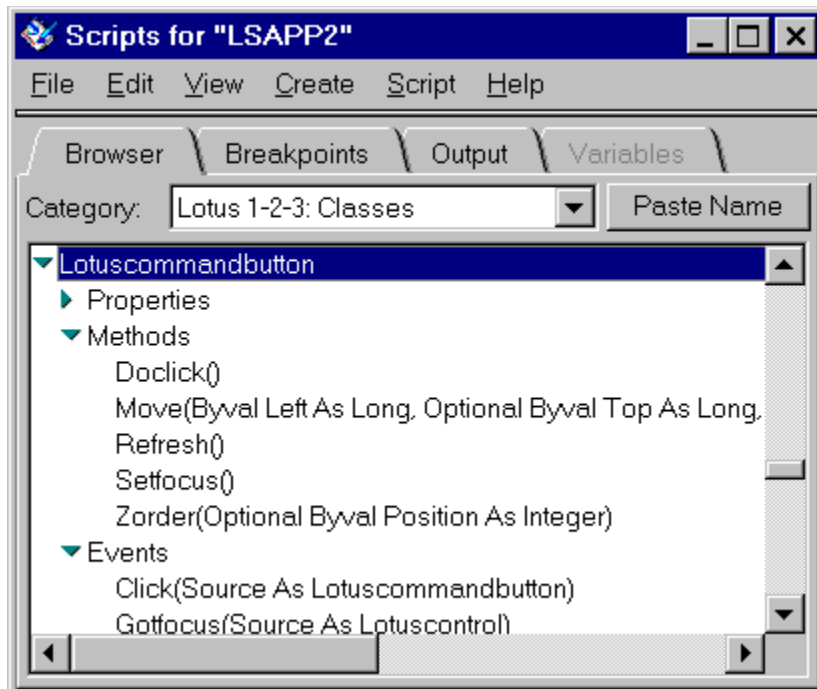 Scripts for "LSAPP2"
File Edit View Create Script Help
Browser Breakpoints Output Variables
Category: Lotus 1-2-3: Classes Paste Name
Lotuscommandbutton
Properties
Methods
Doclick()
Move(Byval Left As Long, Optional Byval Top As Long,
Refresh()
Setfocus()
Zorder(Optional Byval Position As Integer)
Events
Click(Source As Lotuscommandbutton)
Gotfocus(Source As Lotuscontrol)